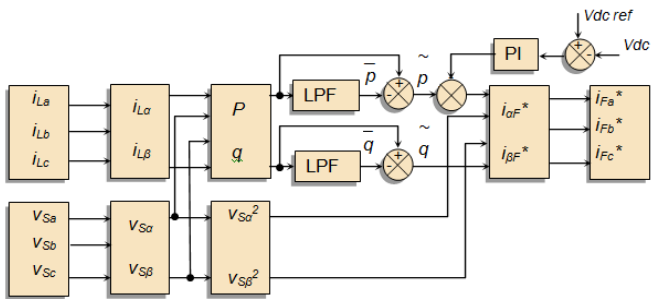 Vdc ref
PI
+
-
Vdc
p̅
~
p
iLa
iLb
iLc
iLα
iLβ
P
q
LPF
+
-
iαF*
iβF*
iFa*
iFb*
iFc*
q̅
~
q
LPF
+
-
vSa
vSb
vSc
vSα
vSβ
vSα²
vSβ²